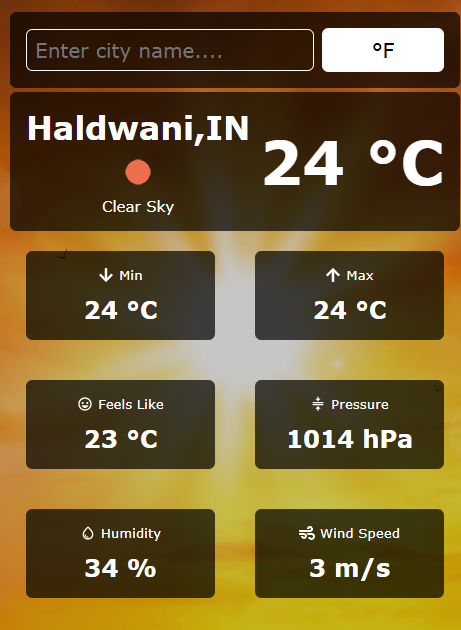 Enter city name....
°F
Haldwani,IN
24 °C
Clear Sky
Min
24 °C
Max
24 °C
Feels Like
23 °C
Pressure
1014 hPa
Humidity
34 %
Wind Speed
3 m/s